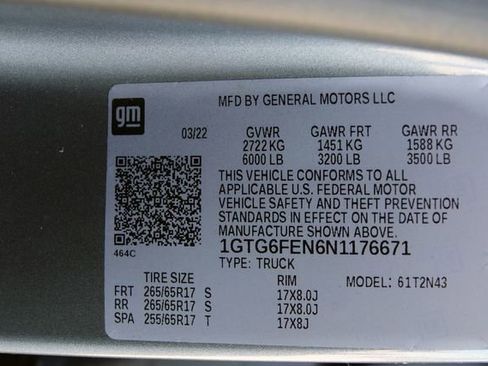 MFD BY GENERAL MOTORS LLC
gm
03/22 GVWR GAWR FRT GAWR RR
2722 KG 1451 KG 1588 KG
6000 LB 3200 LB 3500 LB
THIS VEHICLE CONFORMS TO ALL
APPLICABLE U.S. FEDERAL MOTOR
VEHICLE SAFETY AND THEFT PREVENTION
STANDARDS IN EFFECT ON THE DATE OF
MANUFACTURE SHOWN ABOVE.
464C 1GTG6FEN6N1176671
TYPE: TRUCK
TIRE SIZE RIM MODEL: 61T2N43
FRT 265/65R17 S 17X8.0J
RR 265/65R17 S 17X8.0J
SPA 255/65R17 T 17X8J